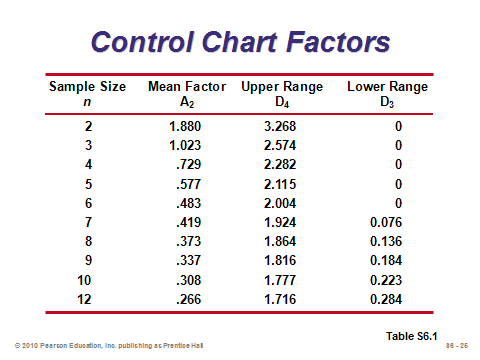 Control Chart Factors
Sample Size Mean Factor Upper Range Lower Range
n A2 D4 D3
2 1.880 3.268 0
3 1.023 2.574 0
4 .729 2.282 0
5 .577 2.115 0
6 .483 2.004 0
7 .419 1.924 0.076
8 .373 1.864 0.136
9 .337 1.816 0.184
10 .308 1.777 0.223
12 .266 1.716 0.284
Table S6.1
© 2010 Pearson Education, Inc. publishing as Prentice Hall S6 - 25